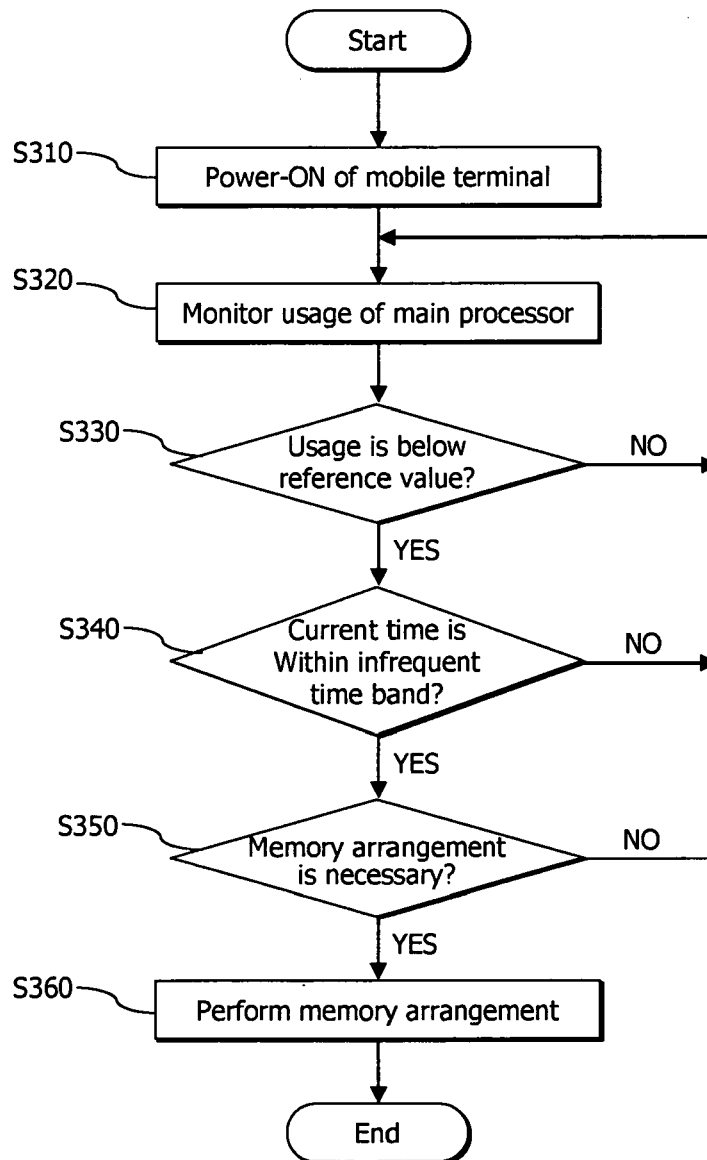 Start
S310
Power-ON of mobile terminal
S320
Monitor usage of main processor
S330
Usage is below
reference value?
NO
YES
S340
Current time is
Within infrequent
time band?
NO
YES
S350
Memory arrangement
is necessary?
NO
YES
S360
Perform memory arrangement
End